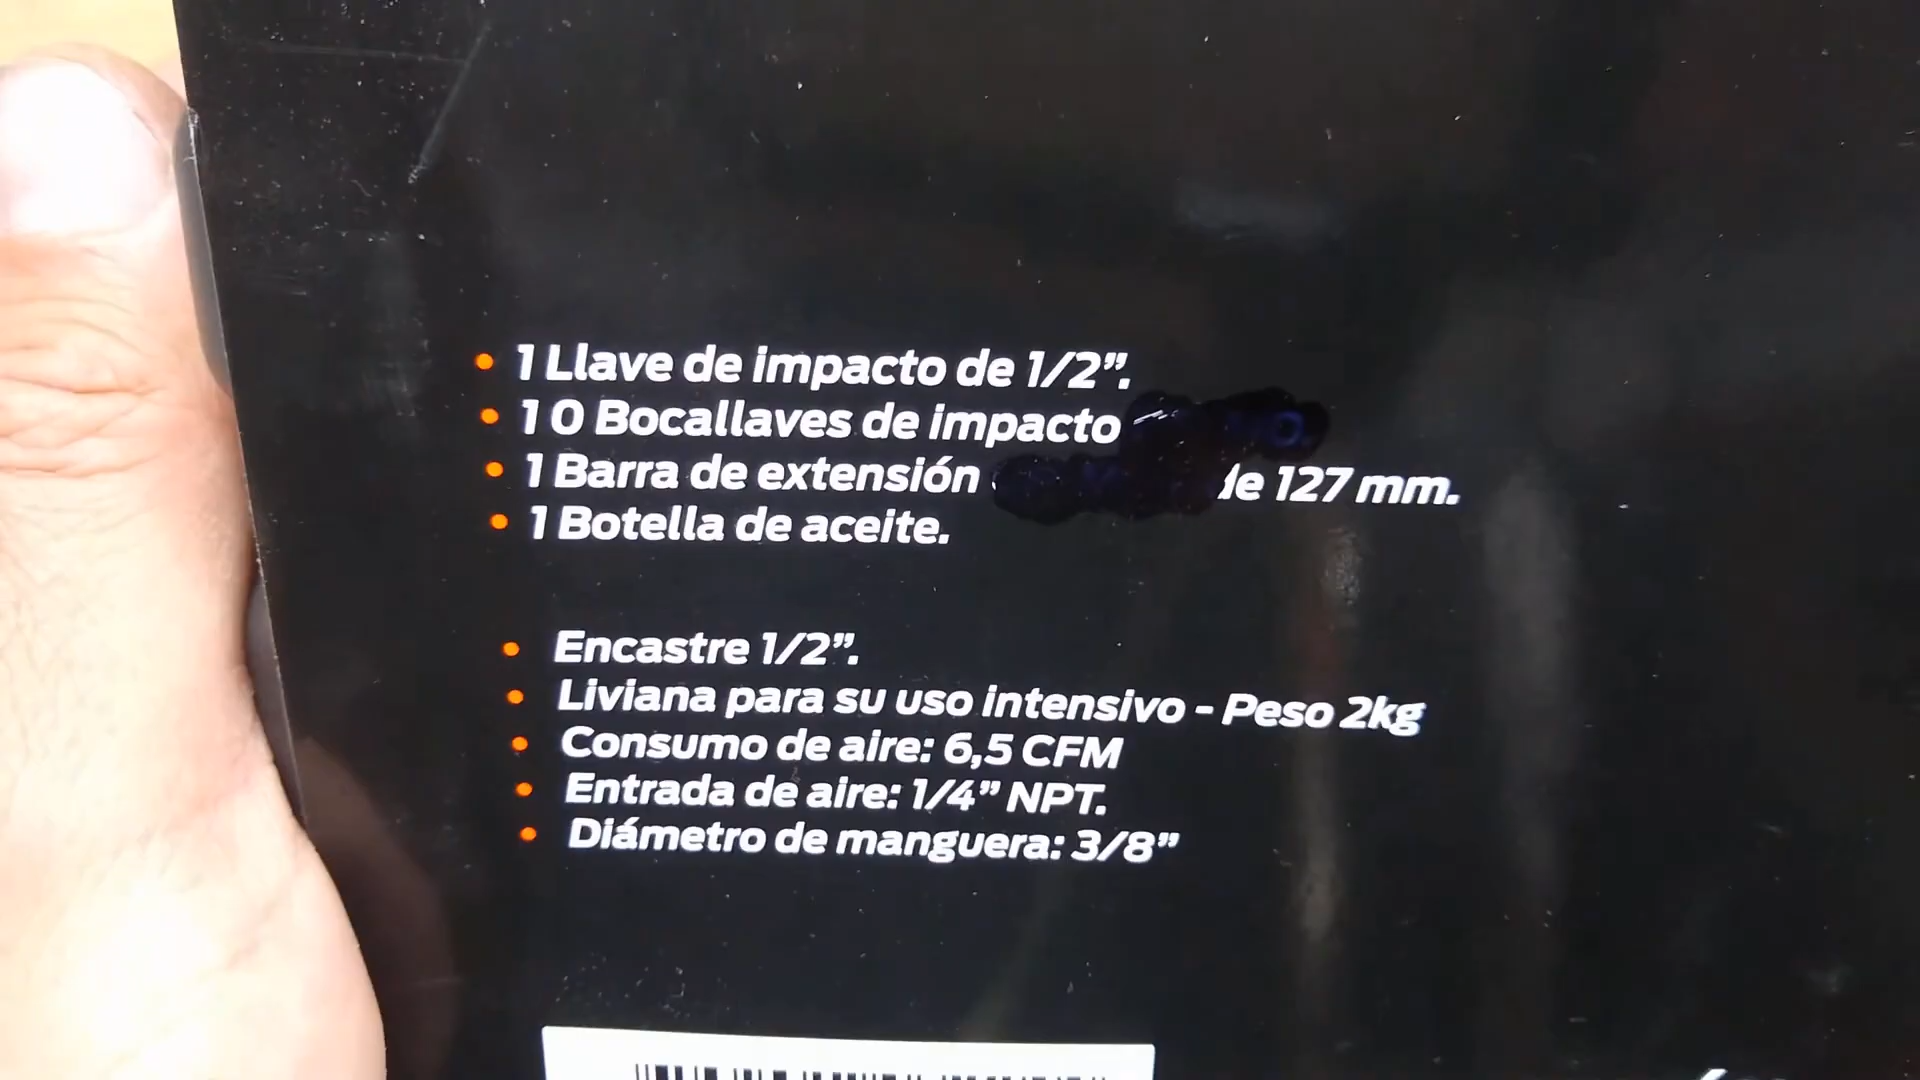 1 Llave de impacto de 1/2”.
1 0 Bocallaves de impacto
1 Barra de extensión de 127 mm.
1 Botella de aceite.
Encastre 1/2”.
Liviana para su uso intensivo - Peso 2kg
Consumo de aire: 6,5 CFM
Entrada de aire: 1/4” NPT.
Diámetro de manguera: 3/8”